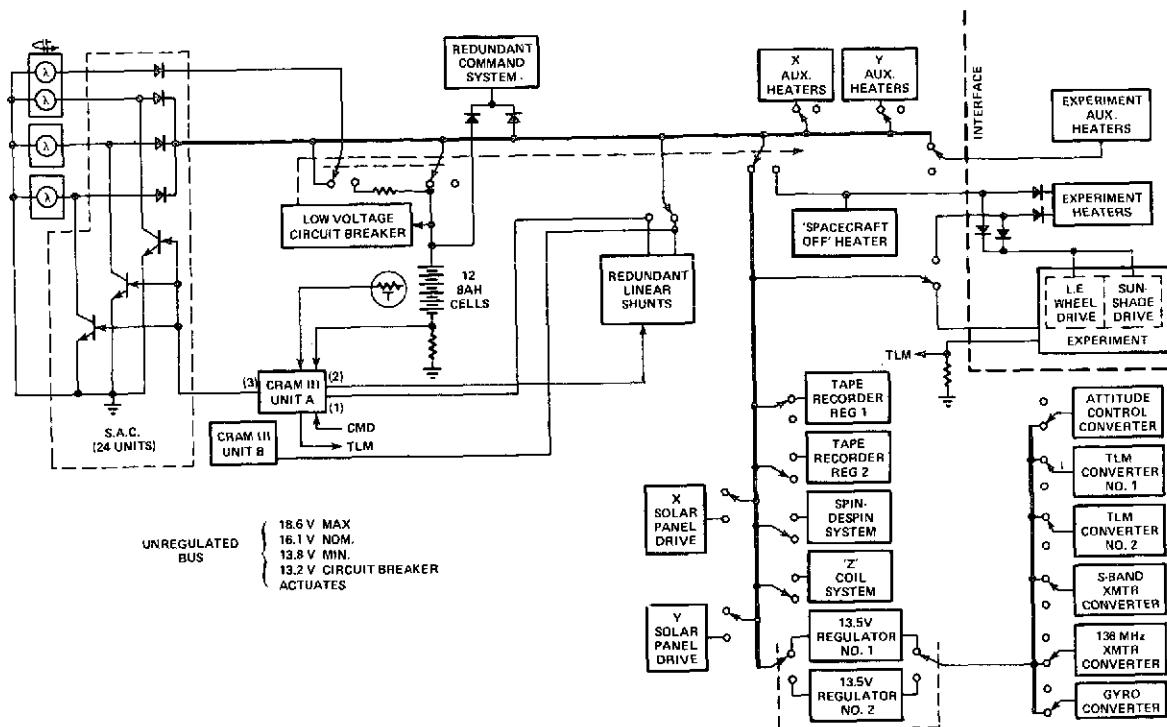 REDUNDANT
COMMAND
SYSTEM
X
AUX.
HEATERS
Y
AUX.
HEATERS
INTERFACE
EXPERIMENT
AUX.
HEATERS
λ
λ
λ
λ
LOW VOLTAGE
CIRCUIT BREAKER
'SPACECRAFT
OFF' HEATER
EXPERIMENT
HEATERS
12
8AH
CELLS
T
REDUNDANT
LINEAR
SHUNTS
L.E
WHEEL
DRIVE
SUN-
SHADE
DRIVE
EXPERIMENT
TLM
(3)
CRAM III
UNIT A
(2)
(1)
CMD
TLM
CRAM III
UNIT B
S.A.C.
(24 UNITS)
TAPE
RECORDER
REG 1
TAPE
RECORDER
REG 2
SPIN-
DESPIN
SYSTEM
'Z'
COIL
SYSTEM
13.5V
REGULATOR
NO. 1
13.5V
REGULATOR
NO. 2
X
SOLAR
PANEL
DRIVE
Y
SOLAR
PANEL
DRIVE
ATTITUDE
CONTROL
CONVERTER
TLM
CONVERTER
NO. 1
TLM
CONVERTER
NO. 2
S-BAND
XMTR
CONVERTER
136 MHz
XMTR
CONVERTER
GYRO
CONVERTER
UNREGULATED
BUS
18.6 V MAX
16.1 V NOM.
13.8 V MIN.
13.2 V CIRCUIT BREAKER
ACTUATES